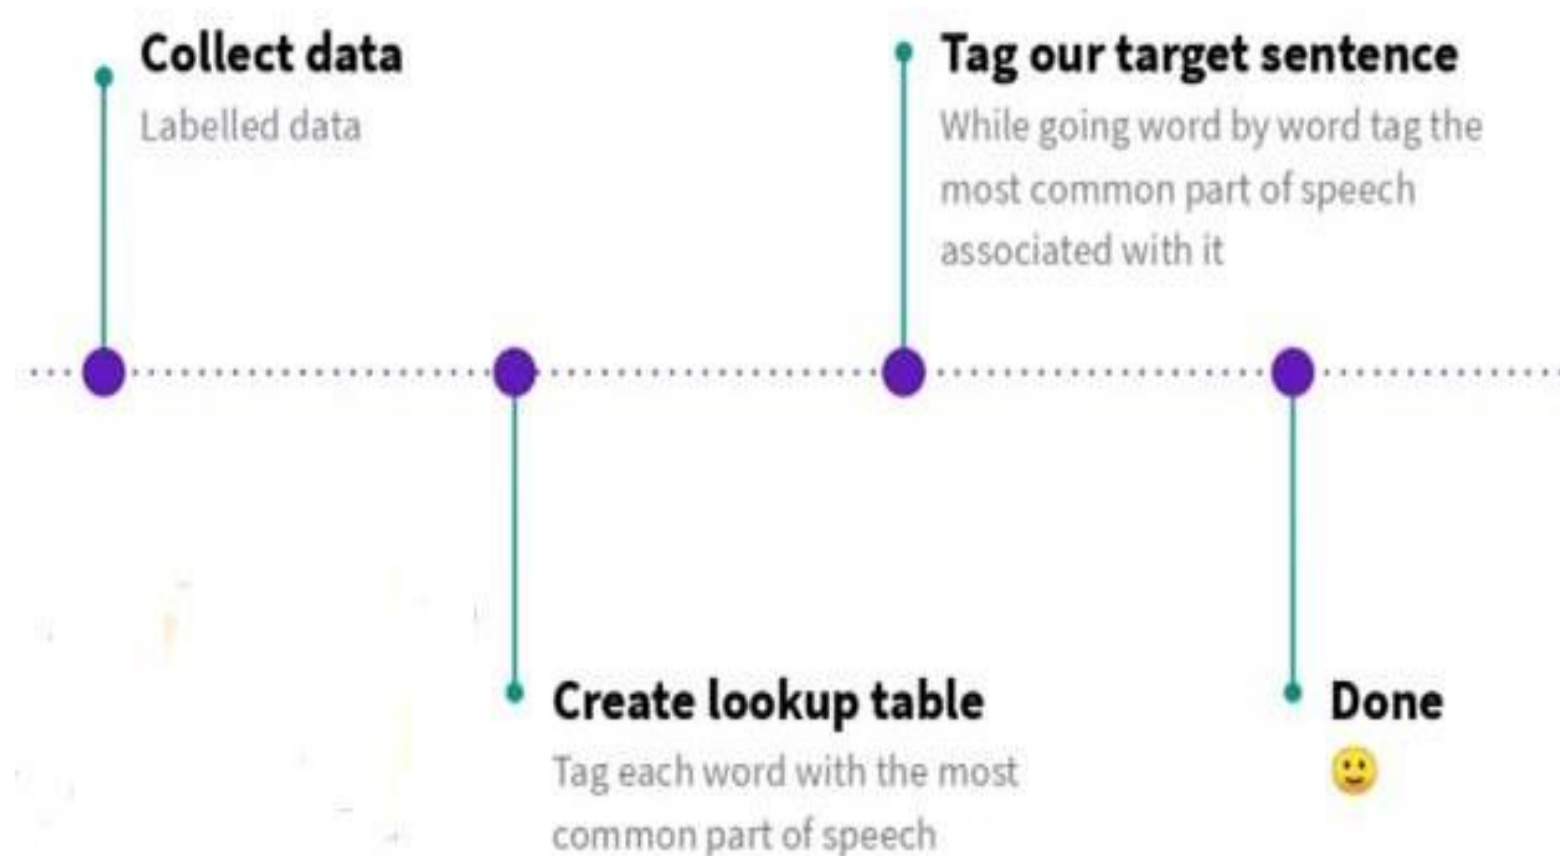 Collect data
Labelled data
Create lookup table
Tag each word with the most
common part of speech
Tag our target sentence
While going word by word tag the
most common part of speech
associated with it
Done